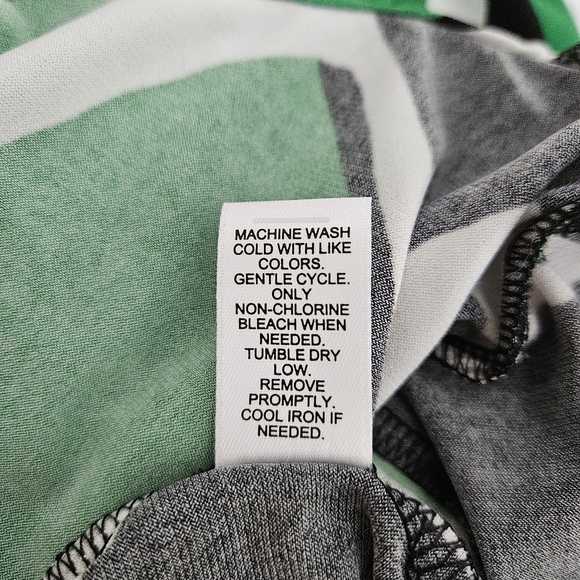 MACHINE WASH
COLD WITH LIKE
COLORS.
GENTLE CYCLE.
ONLY
NON-CHLORINE
BLEACH WHEN
NEEDED.
TUMBLE DRY
LOW.
REMOVE
PROMPTLY.
COOL IRON IF
NEEDED.